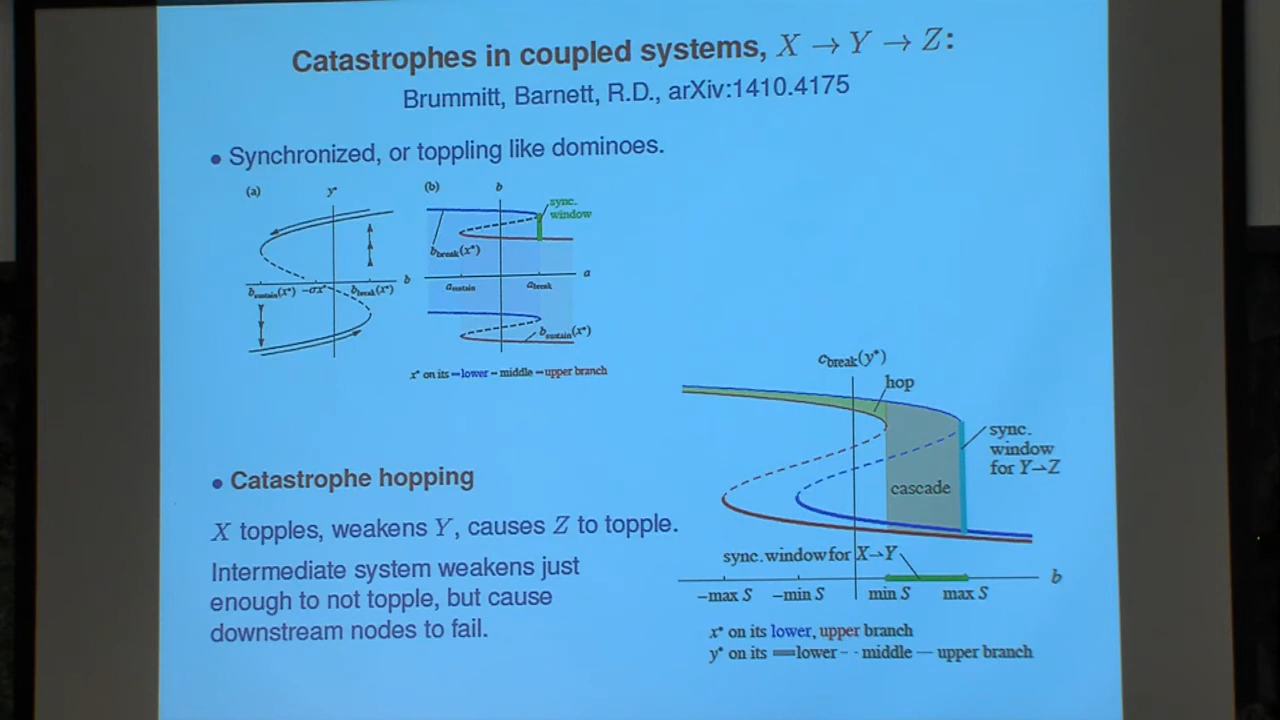 Catastrophes in coupled systems, X → Y → Z:
Brummitt, Barnett, R.D., arXiv:1410.4175
• Synchronized, or toppling like dominoes.
(a)
y*
b
b_sustain(x*)
-σx*
b_break(x*)
(b)
b
sync.
window
b_break(x*)
a
a_sustain
a_break
b_sustain(x*)
x* on its — lower -- middle — upper branch
• Catastrophe hopping
X topples, weakens Y, causes Z to topple.
Intermediate system weakens just
enough to not topple, but cause
downstream nodes to fail.
c_break(y*)
hop
sync.
window
for Y→Z
cascade
sync. window for X→Y
b
-max S
-min S
min S
max S
x* on its lower, upper branch
y* on its — lower - - middle — upper branch